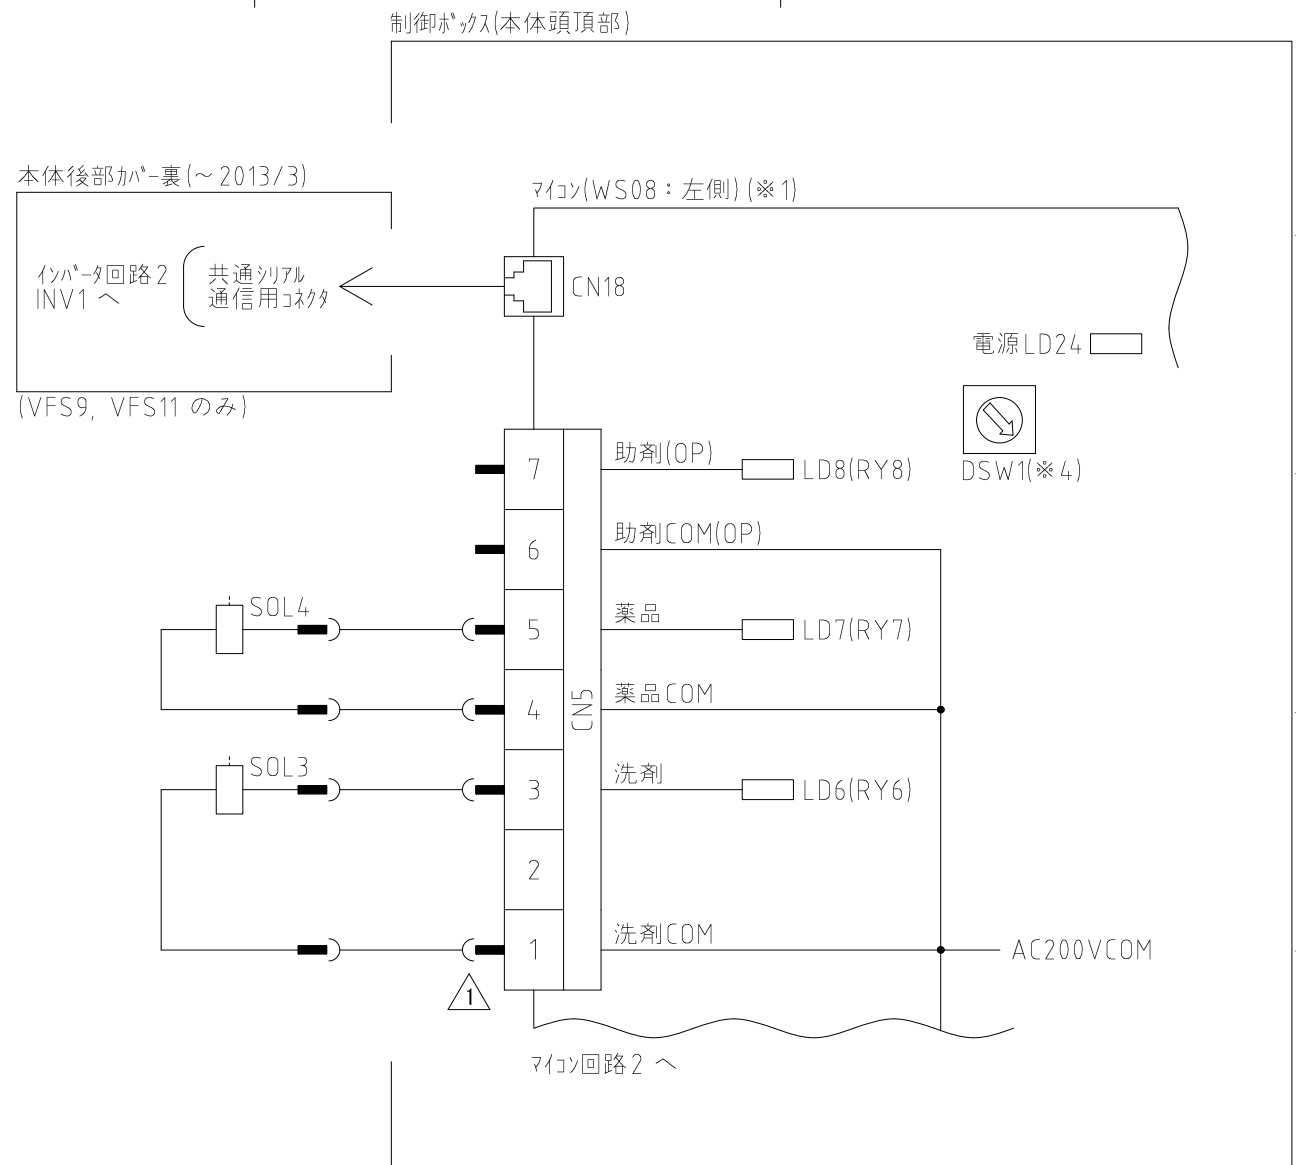 制御ﾎﾞｯｸｽ(本体頭頂部)
本体後部ｶﾊﾞｰ裏(～2013/3)
ﾏｲｺﾝ(WS08：左側)(※1)
ｲﾝﾊﾞｰﾀ回路2
INV1 へ
共通ｼﾘｱﾙ
通信用ｺﾈｸﾀ
CN18
電源LD24
(VFS9, VFS11 のみ)
DSW1(※4)
7
助剤(OP)
LD8(RY8)
6
助剤COM(OP)
SOL4
5
薬品
LD7(RY7)
4
薬品COM
CN5
SOL3
3
洗剤
LD6(RY6)
2
1
洗剤COM
AC200VCOM
1
ﾏｲｺﾝ回路2 へ